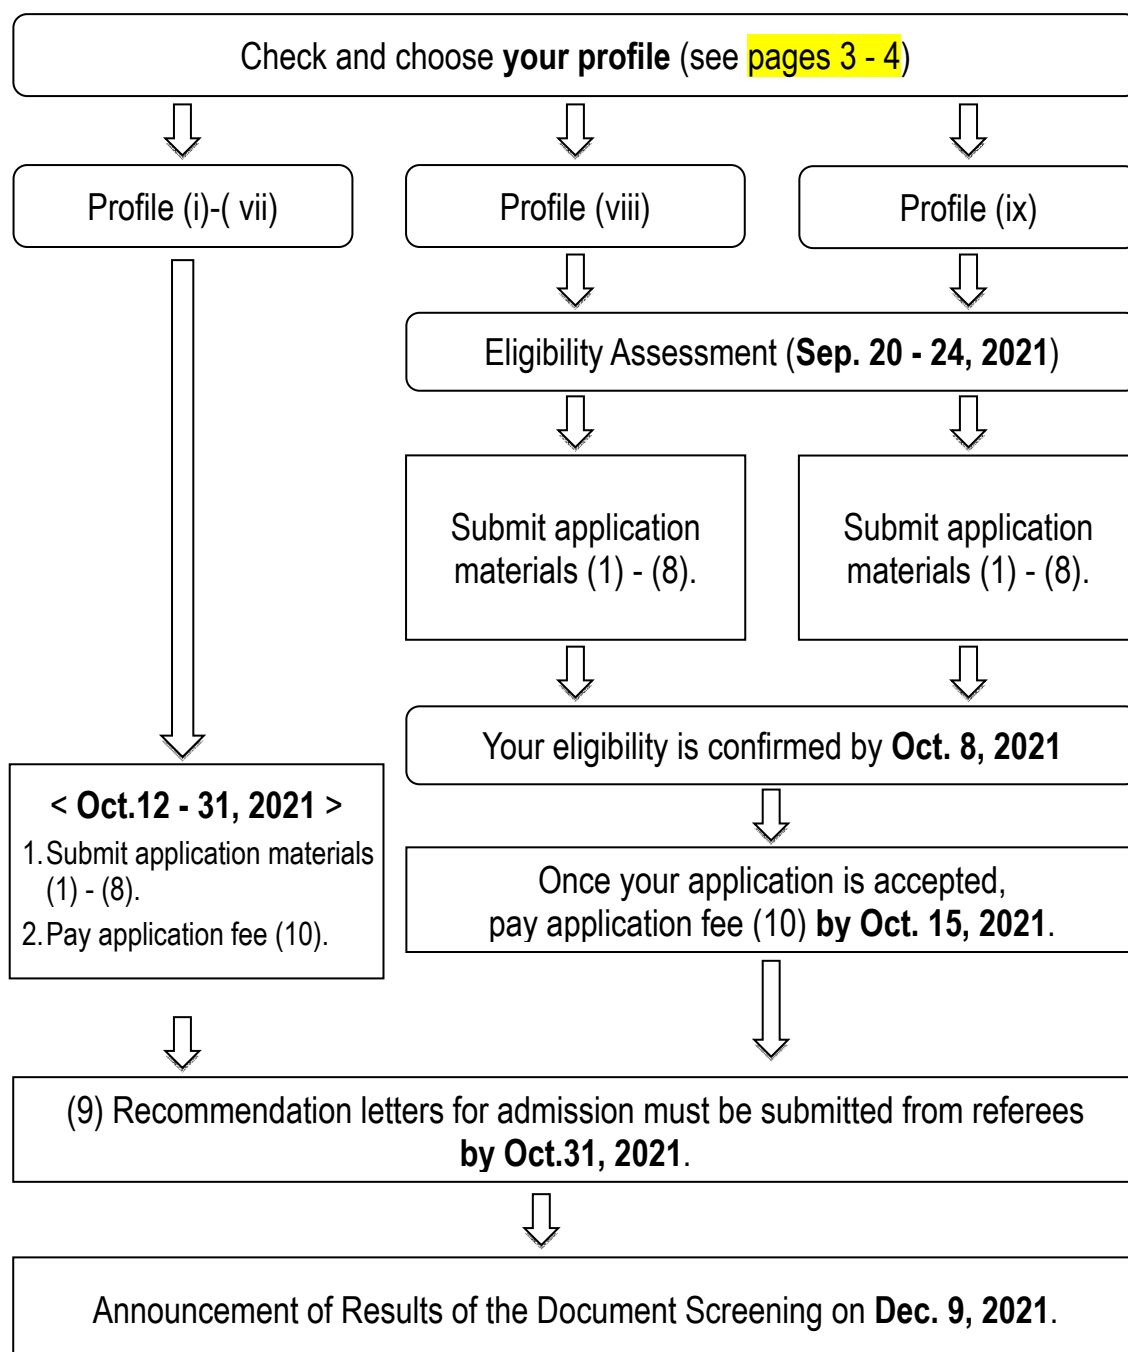 Check and choose your profile (see pages 3 - 4)
Profile (i)-( vii)
Profile (viii)
Profile (ix)
Eligibility Assessment (Sep. 20 - 24, 2021)
Submit application
materials (1) - (8).
Submit application
materials (1) - (8).
Your eligibility is confirmed by Oct. 8, 2021
< Oct.12 - 31, 2021 >
1. Submit application materials
(1) - (8).
2. Pay application fee (10).
Once your application is accepted,
pay application fee (10) by Oct. 15, 2021.
(9) Recommendation letters for admission must be submitted from referees
by Oct.31, 2021.
Announcement of Results of the Document Screening on Dec. 9, 2021.